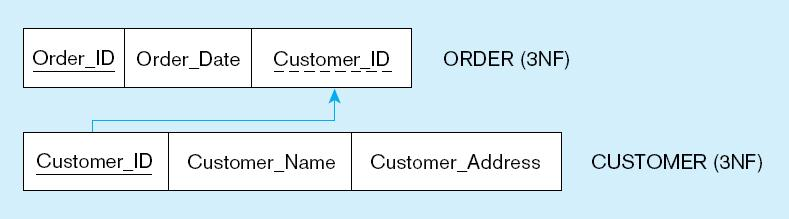 Order_ID Order_Date Customer_ID ORDER (3NF)
Customer_ID Customer_Name Customer_Address CUSTOMER (3NF)